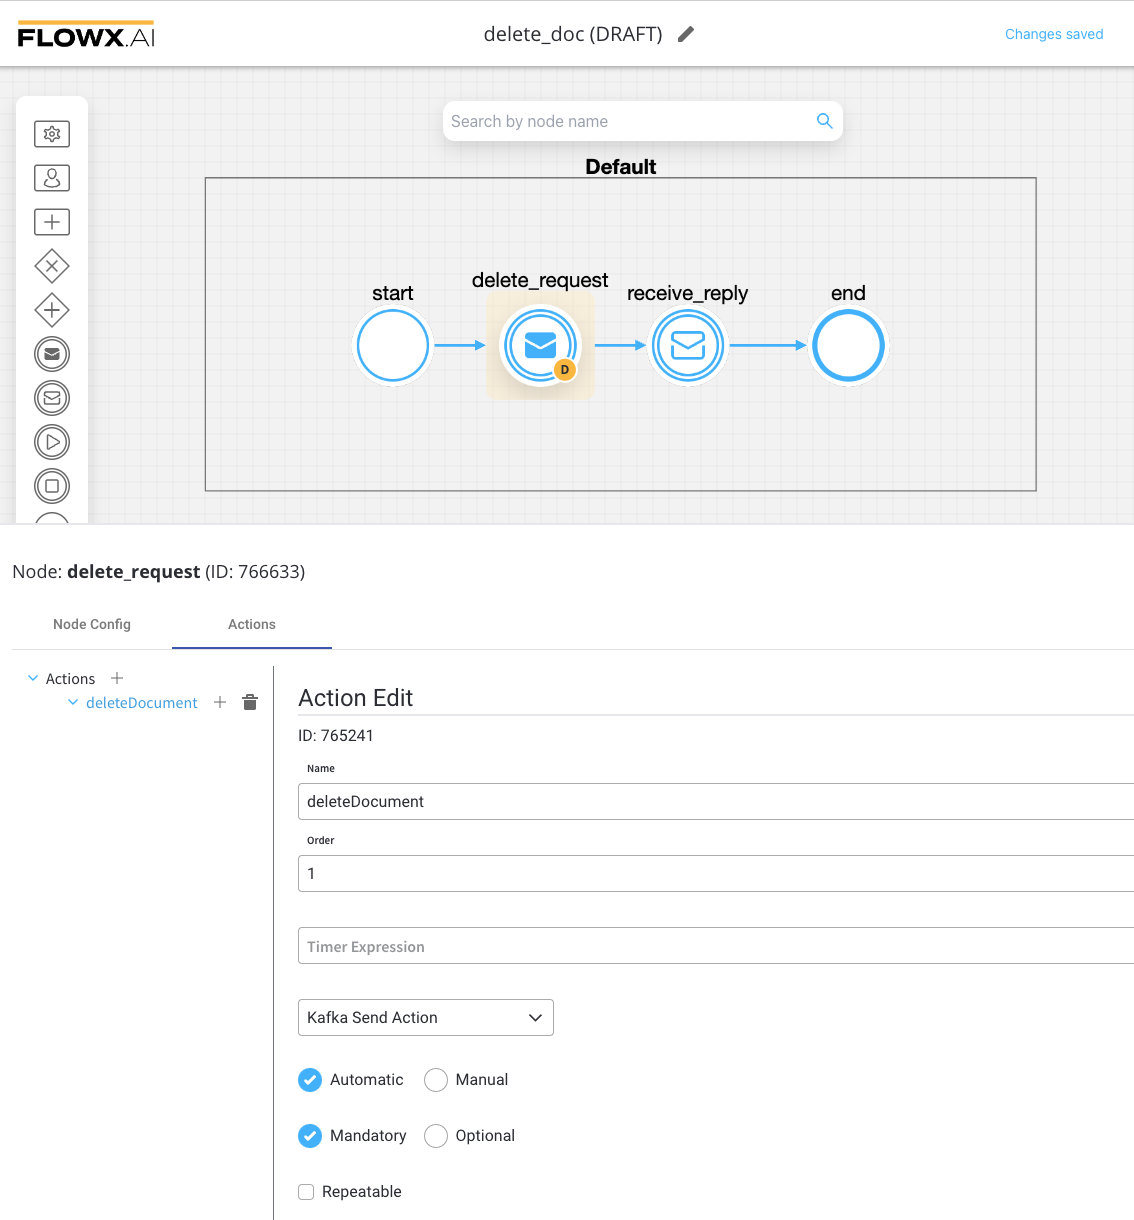 FLOWX.AI
delete_doc (DRAFT)
Changes saved
Search by node name
Default
start
delete_request
receive_reply
end
D
Node: delete_request (ID: 766633)
Node Config
Actions
Actions
deleteDocument
Action Edit
ID: 765241
Name
deleteDocument
Order
1
Timer Expression
Kafka Send Action
Automatic Manual
Mandatory Optional
Repeatable